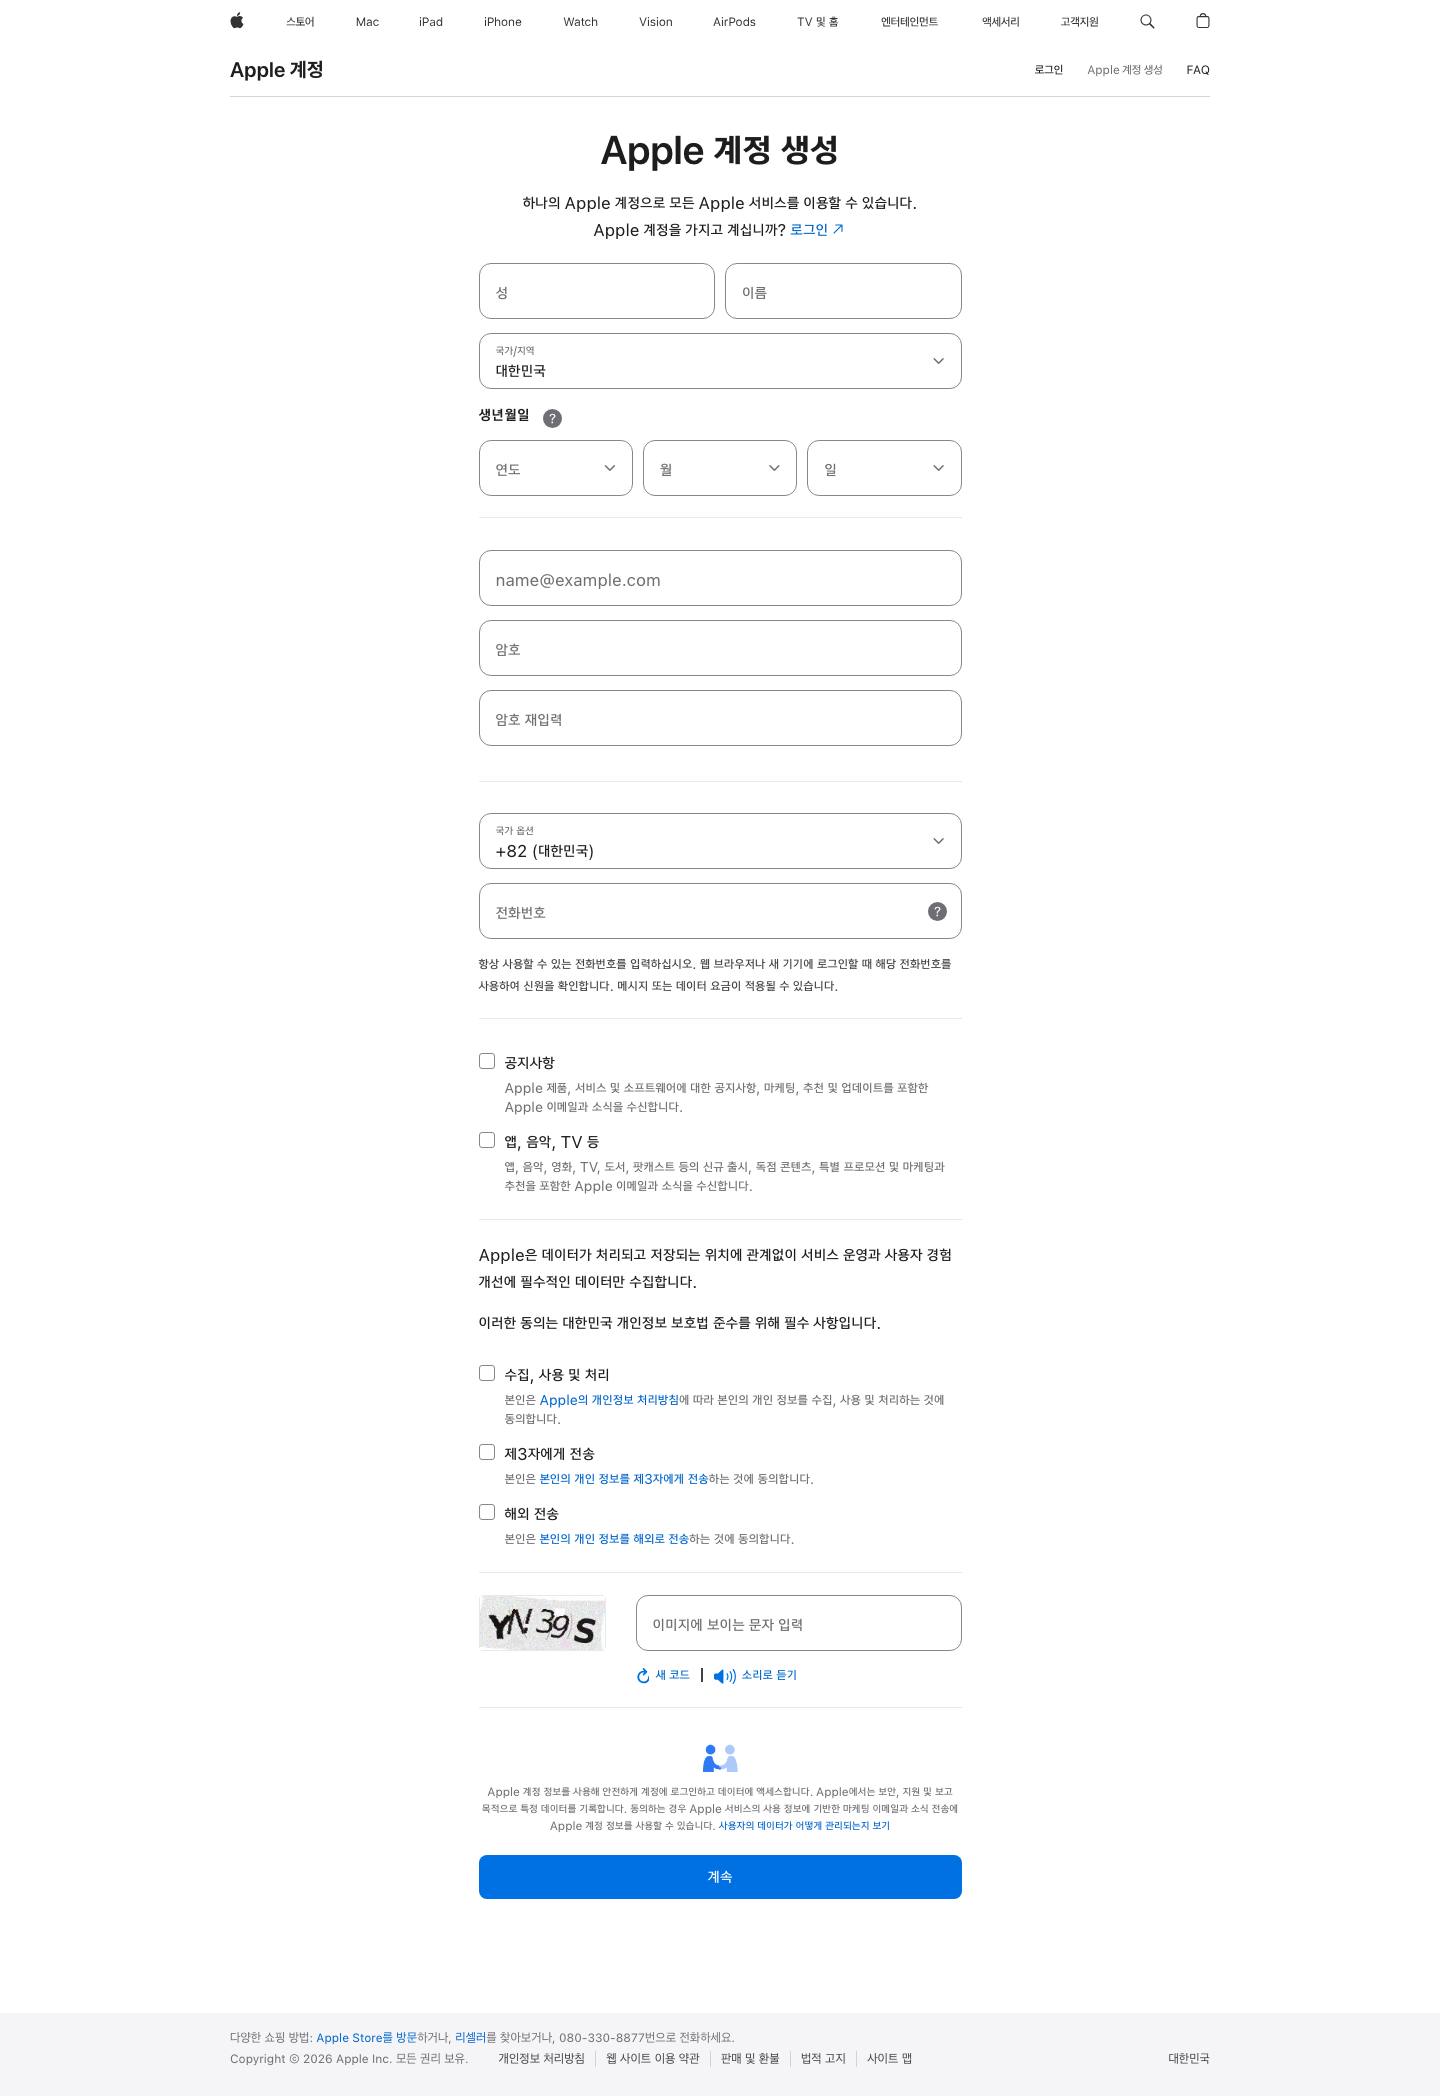 스토어 Mac iPad iPhone Watch Vision AirPods TV 및 홈 엔터테인먼트 액세서리 고객지원
Apple 계정 로그인 Apple 계정 생성 FAQ
Apple 계정 생성
하나의 Apple 계정으로 모든 Apple 서비스를 이용할 수 있습니다.
Apple 계정을 가지고 계십니까? 로그인 ↗
성 이름
국가/지역
대한민국
생년월일 ?
연도 월 일
name@example.com
암호
암호 재입력
국가 옵션
+82 (대한민국)
전화번호 ?
항상 사용할 수 있는 전화번호를 입력하십시오. 웹 브라우저나 새 기기에 로그인할 때 해당 전화번호를
사용하여 신원을 확인합니다. 메시지 또는 데이터 요금이 적용될 수 있습니다.
공지사항
Apple 제품, 서비스 및 소프트웨어에 대한 공지사항, 마케팅, 추천 및 업데이트를 포함한
Apple 이메일과 소식을 수신합니다.
앱, 음악, TV 등
앱, 음악, 영화, TV, 도서, 팟캐스트 등의 신규 출시, 독점 콘텐츠, 특별 프로모션 및 마케팅과
추천을 포함한 Apple 이메일과 소식을 수신합니다.
Apple은 데이터가 처리되고 저장되는 위치에 관계없이 서비스 운영과 사용자 경험
개선에 필수적인 데이터만 수집합니다.
이러한 동의는 대한민국 개인정보 보호법 준수를 위해 필수 사항입니다.
수집, 사용 및 처리
본인은 Apple의 개인정보 처리방침에 따라 본인의 개인 정보를 수집, 사용 및 처리하는 것에
동의합니다.
제3자에게 전송
본인은 본인의 개인 정보를 제3자에게 전송하는 것에 동의합니다.
해외 전송
본인은 본인의 개인 정보를 해외로 전송하는 것에 동의합니다.
이미지에 보이는 문자 입력
새 코드 | 소리로 듣기
Apple 계정 정보를 사용해 안전하게 계정에 로그인하고 데이터에 액세스합니다. Apple에서는 보안, 지원 및 보고
목적으로 특정 데이터를 기록합니다. 동의하는 경우 Apple 서비스의 사용 정보에 기반한 마케팅 이메일과 소식 전송에
Apple 계정 정보를 사용할 수 있습니다. 사용자의 데이터가 어떻게 관리되는지 보기
계속
다양한 쇼핑 방법: Apple Store를 방문하거나, 리셀러를 찾아보거나, 080-330-8877번으로 전화하세요.
Copyright © 2026 Apple Inc. 모든 권리 보유. 개인정보 처리방침 웹 사이트 이용 약관 판매 및 환불 법적 고지 사이트 맵 대한민국